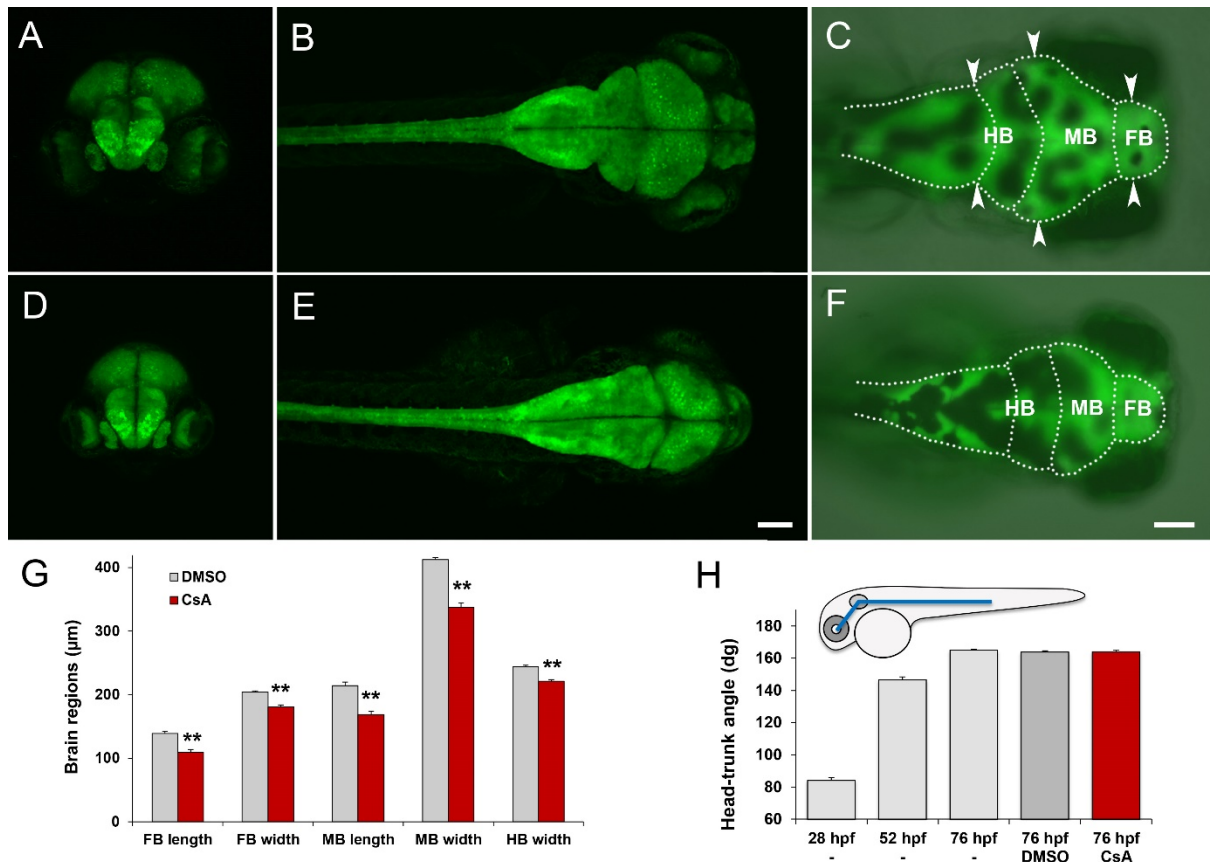 A
B
C
HB
MB
FB
D
E
F
HB
MB
FB
G
DMSO
CsA
Brain regions (µm)
400
300
200
100
0
**
**
**
**
**
FB length
FB width
MB length
MB width
HB width
H
Head-trunk angle (dg)
180
160
140
120
100
80
60
28 hpf
52 hpf
76 hpf
76 hpf
76 hpf
-
-
-
DMSO
CsA